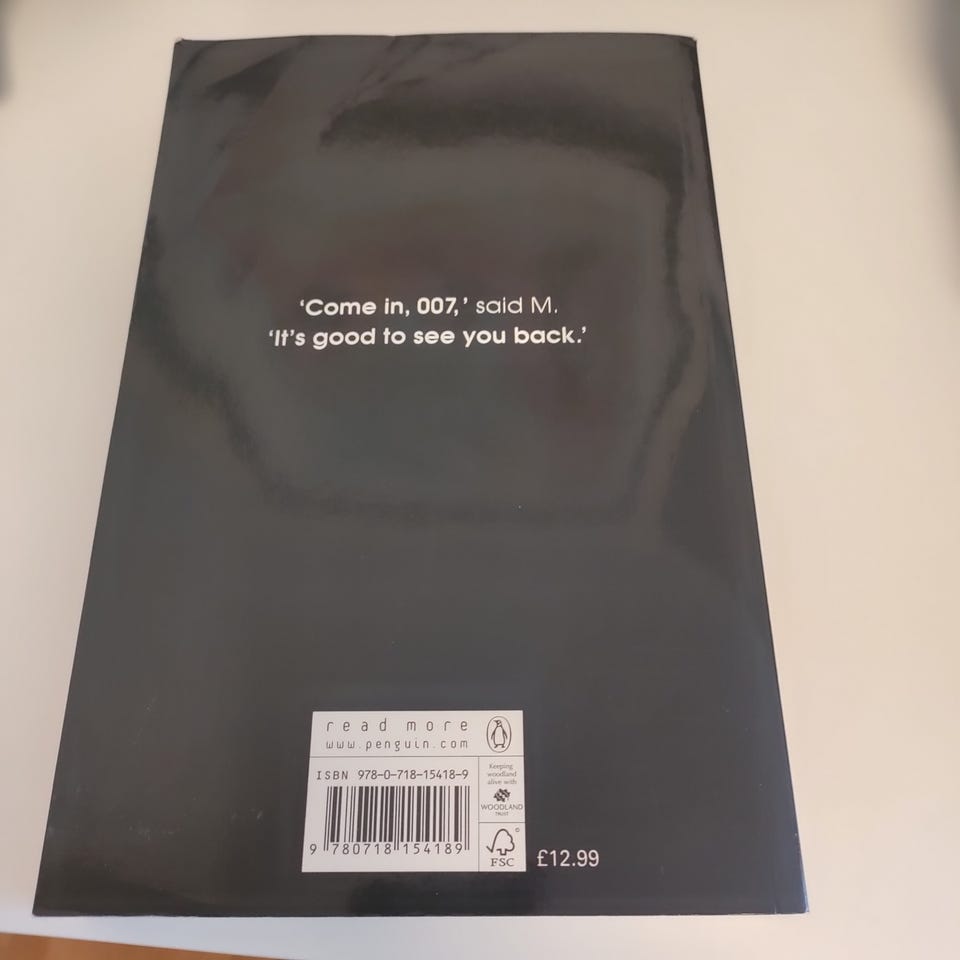 ‘Come in, 007,’ said M.
‘It’s good to see you back.’
read more
www.penguin.com
ISBN 978-0-718-15418-9
Keeping
woodland
alive with
WOODLAND
TRUST
9 780718 154189
FSC
£12.99